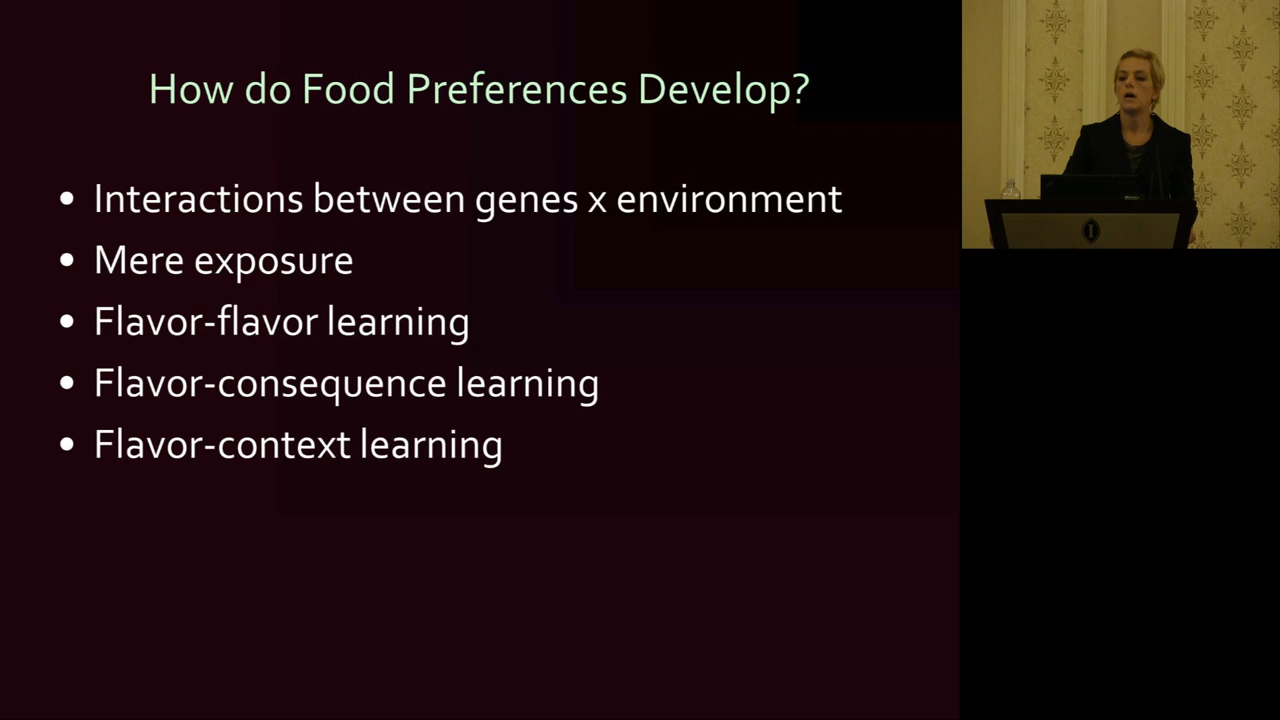 How do Food Preferences Develop?
• Interactions between genes x environment
• Mere exposure
• Flavor-flavor learning
• Flavor-consequence learning
• Flavor-context learning